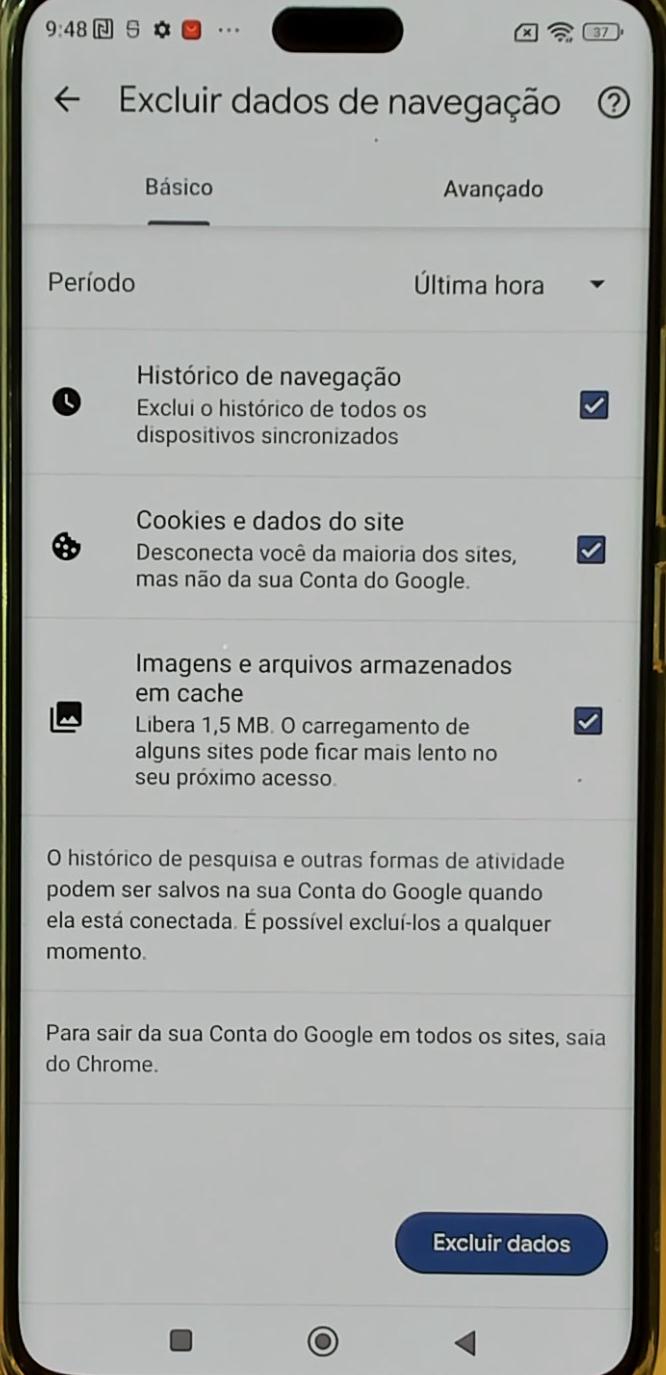 9:48
37
Excluir dados de navegação
Básico
Avançado
Período
Última hora
Histórico de navegação
Exclui o histórico de todos os
dispositivos sincronizados
Cookies e dados do site
Desconecta você da maioria dos sites,
mas não da sua Conta do Google.
Imagens e arquivos armazenados
em cache
Libera 1,5 MB. O carregamento de
alguns sites pode ficar mais lento no
seu próximo acesso.
O histórico de pesquisa e outras formas de atividade
podem ser salvos na sua Conta do Google quando
ela está conectada. É possível excluí-los a qualquer
momento.
Para sair da sua Conta do Google em todos os sites, saia
do Chrome.
Excluir dados